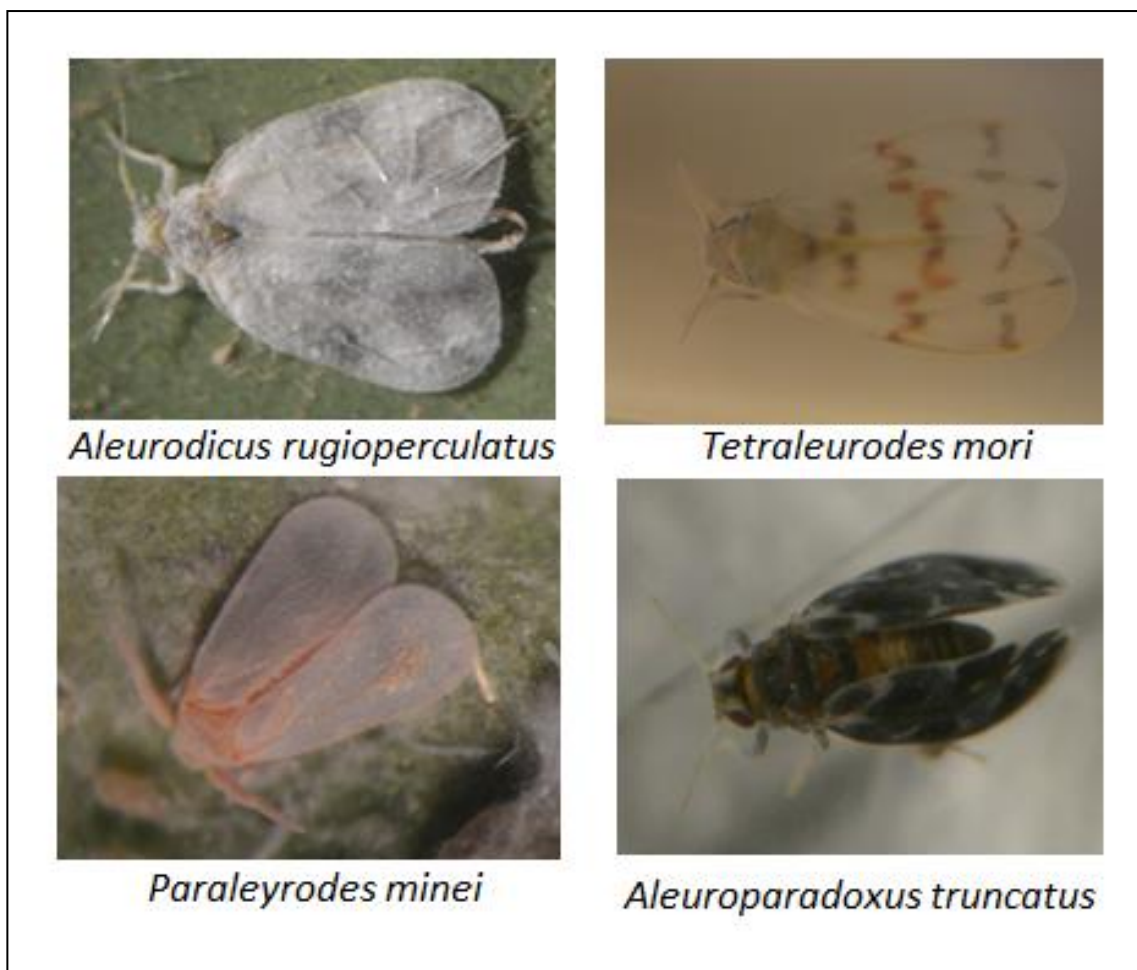 Aleurodicus rugioperculatus
Tetraleurodes mori
Paraleyrodes minei
Aleuroparadoxus truncatus